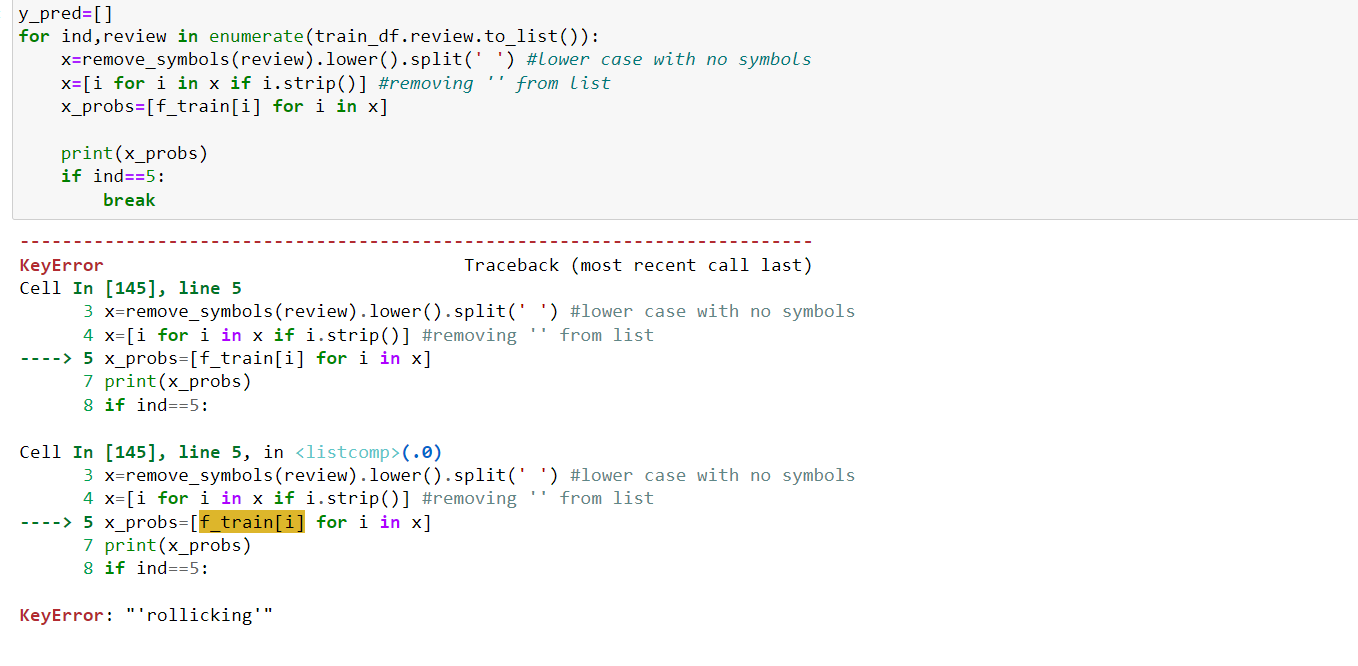 y_pred=[]
for ind,review in enumerate(train_df.review.to_list()):
    x=remove_symbols(review).lower().split(' ') #lower case with no symbols
    x=[i for i in x if i.strip()] #removing '' from list
    x_probs=[f_train[i] for i in x]
    print(x_probs)
    if ind==5:
        break
---------------------------------------------------------------------------
KeyError                                  Traceback (most recent call last)
Cell In [145], line 5
      3 x=remove_symbols(review).lower().split(' ') #lower case with no symbols
      4 x=[i for i in x if i.strip()] #removing '' from list
----> 5 x_probs=[f_train[i] for i in x]
      7 print(x_probs)
      8 if ind==5:
Cell In [145], line 5, in <listcomp>(.0)
      3 x=remove_symbols(review).lower().split(' ') #lower case with no symbols
      4 x=[i for i in x if i.strip()] #removing '' from list
----> 5 x_probs=[f_train[i] for i in x]
      7 print(x_probs)
      8 if ind==5:
KeyError: "'rollicking'"